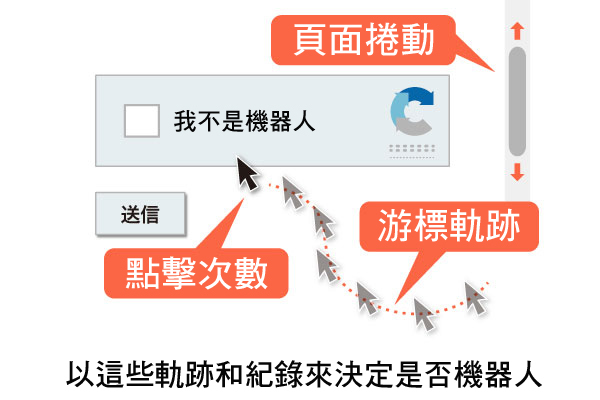 頁面捲動
我不是機器人
送信
游標軌跡
點擊次數
以這些軌跡和紀錄來決定是否機器人